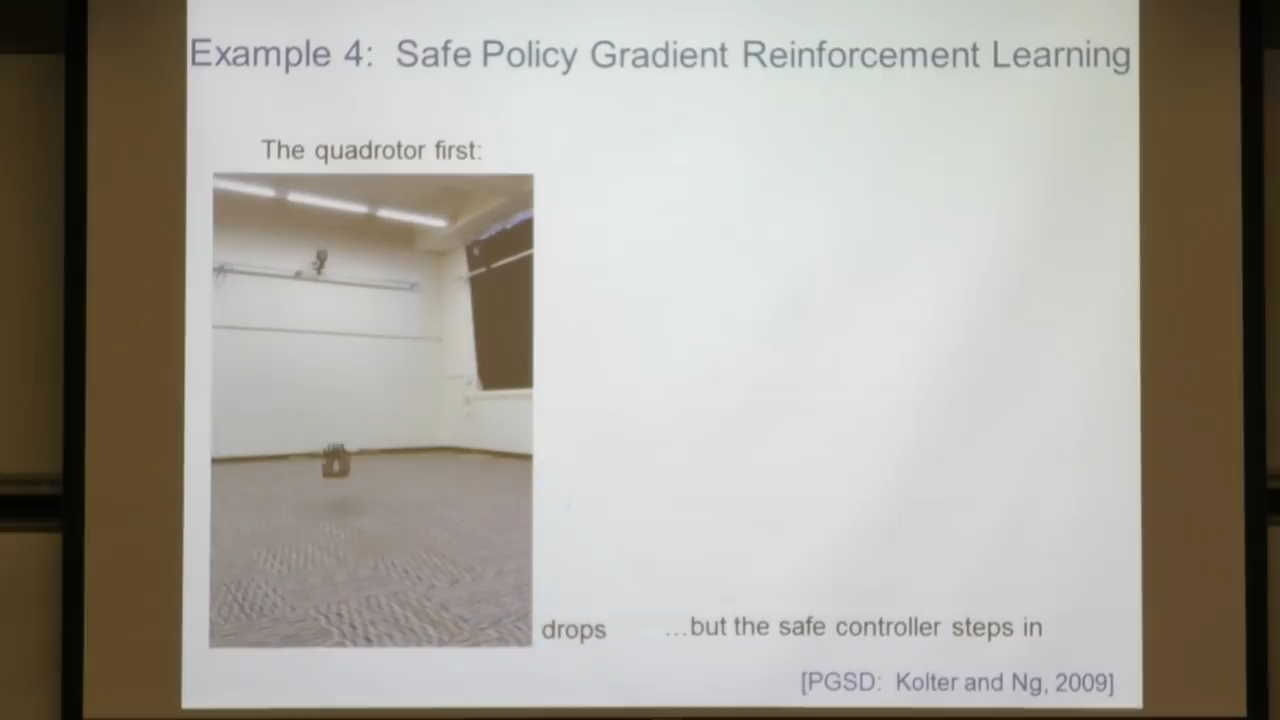 Example 4: Safe Policy Gradient Reinforcement Learning
The quadrotor first:
drops ...but the safe controller steps in
[PGSD: Kolter and Ng, 2009]